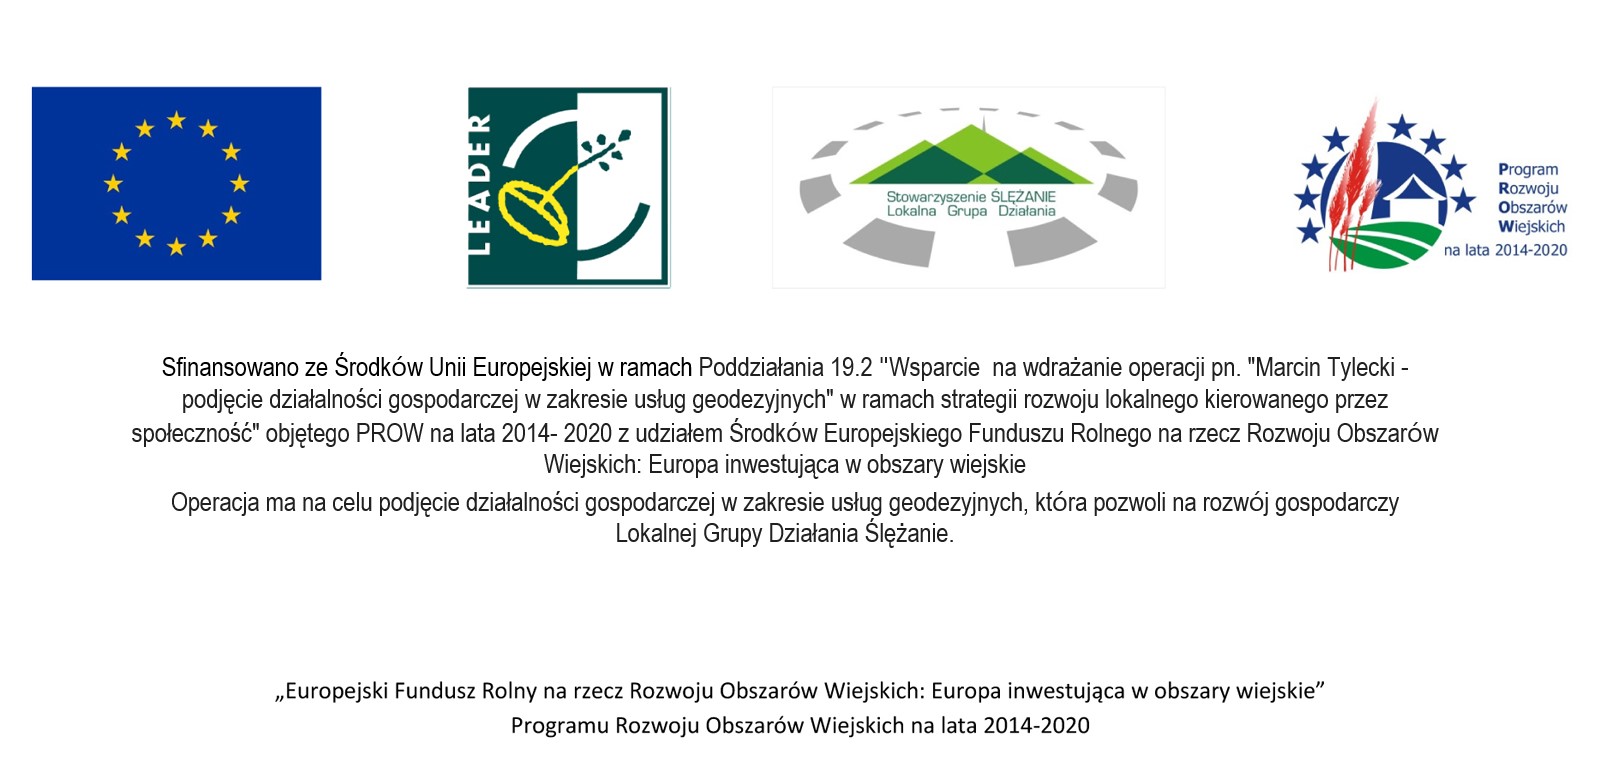 LEADER
Stowarzyszenie ŚLĘŻANIE
Lokalna Grupa Działania
Program
Rozwoju
Obszarów
Wiejskich
na lata 2014-2020
Sfinansowano ze Środków Unii Europejskiej w ramach Poddziałania 19.2 "Wsparcie na wdrażanie operacji pn. "Marcin Tylecki -
podjęcie działalności gospodarczej w zakresie usług geodezyjnych" w ramach strategii rozwoju lokalnego kierowanego przez
społeczność" objętego PROW na lata 2014- 2020 z udziałem Środków Europejskiego Funduszu Rolnego na rzecz Rozwoju Obszarów
Wiejskich: Europa inwestująca w obszary wiejskie
Operacja ma na celu podjęcie działalności gospodarczej w zakresie usług geodezyjnych, która pozwoli na rozwój gospodarczy
Lokalnej Grupy Działania Ślężanie.
„Europejski Fundusz Rolny na rzecz Rozwoju Obszarów Wiejskich: Europa inwestująca w obszary wiejskie”
Programu Rozwoju Obszarów Wiejskich na lata 2014-2020